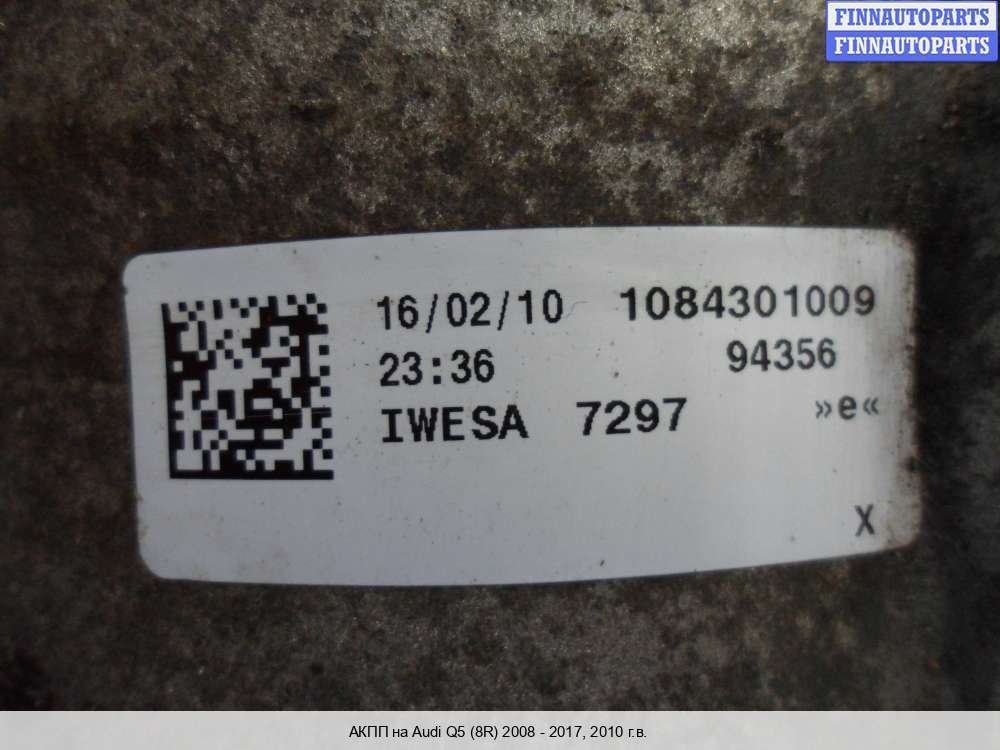 FINNAUTOPARTS
FINNAUTOPARTS
16/02/10 1084301009
23:36 94356
IWESA 7297 »e«
X
АКПП на Audi Q5 (8R) 2008 - 2017, 2010 г.в.